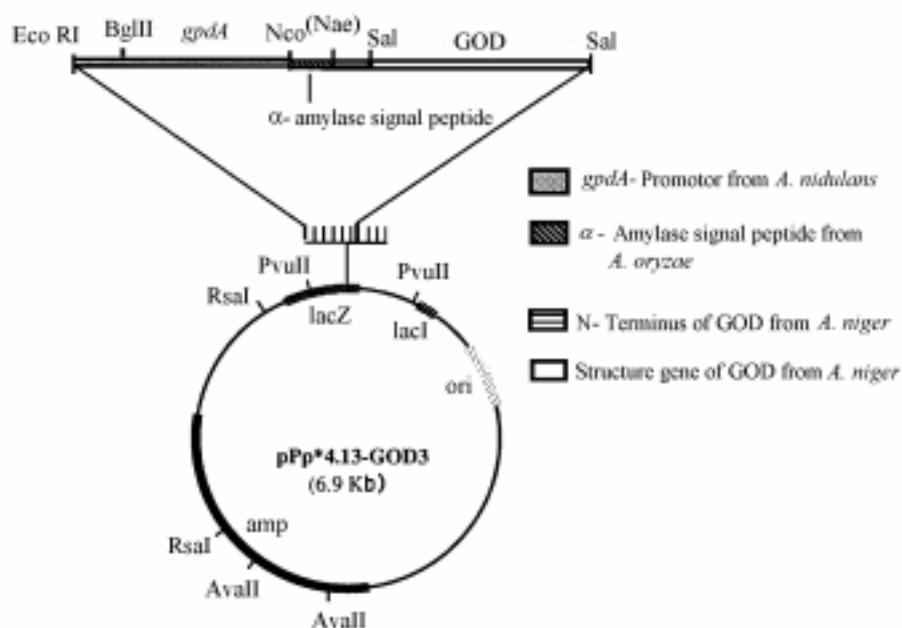 Eco RI BglII gpdA Nco (Nae) Sal GOD Sal
α- amylase signal peptide
gpdA- Promotor from A. nidulans
α - Amylase signal peptide from
A. oryzae
N- Terminus of GOD from A. niger
Structure gene of GOD from A. niger
PvuII PvuII
RsaI
lacZ lacI
ori
pPp*4.13-GOD3
(6.9 Kb)
amp
RsaI
AvaII
AvaII